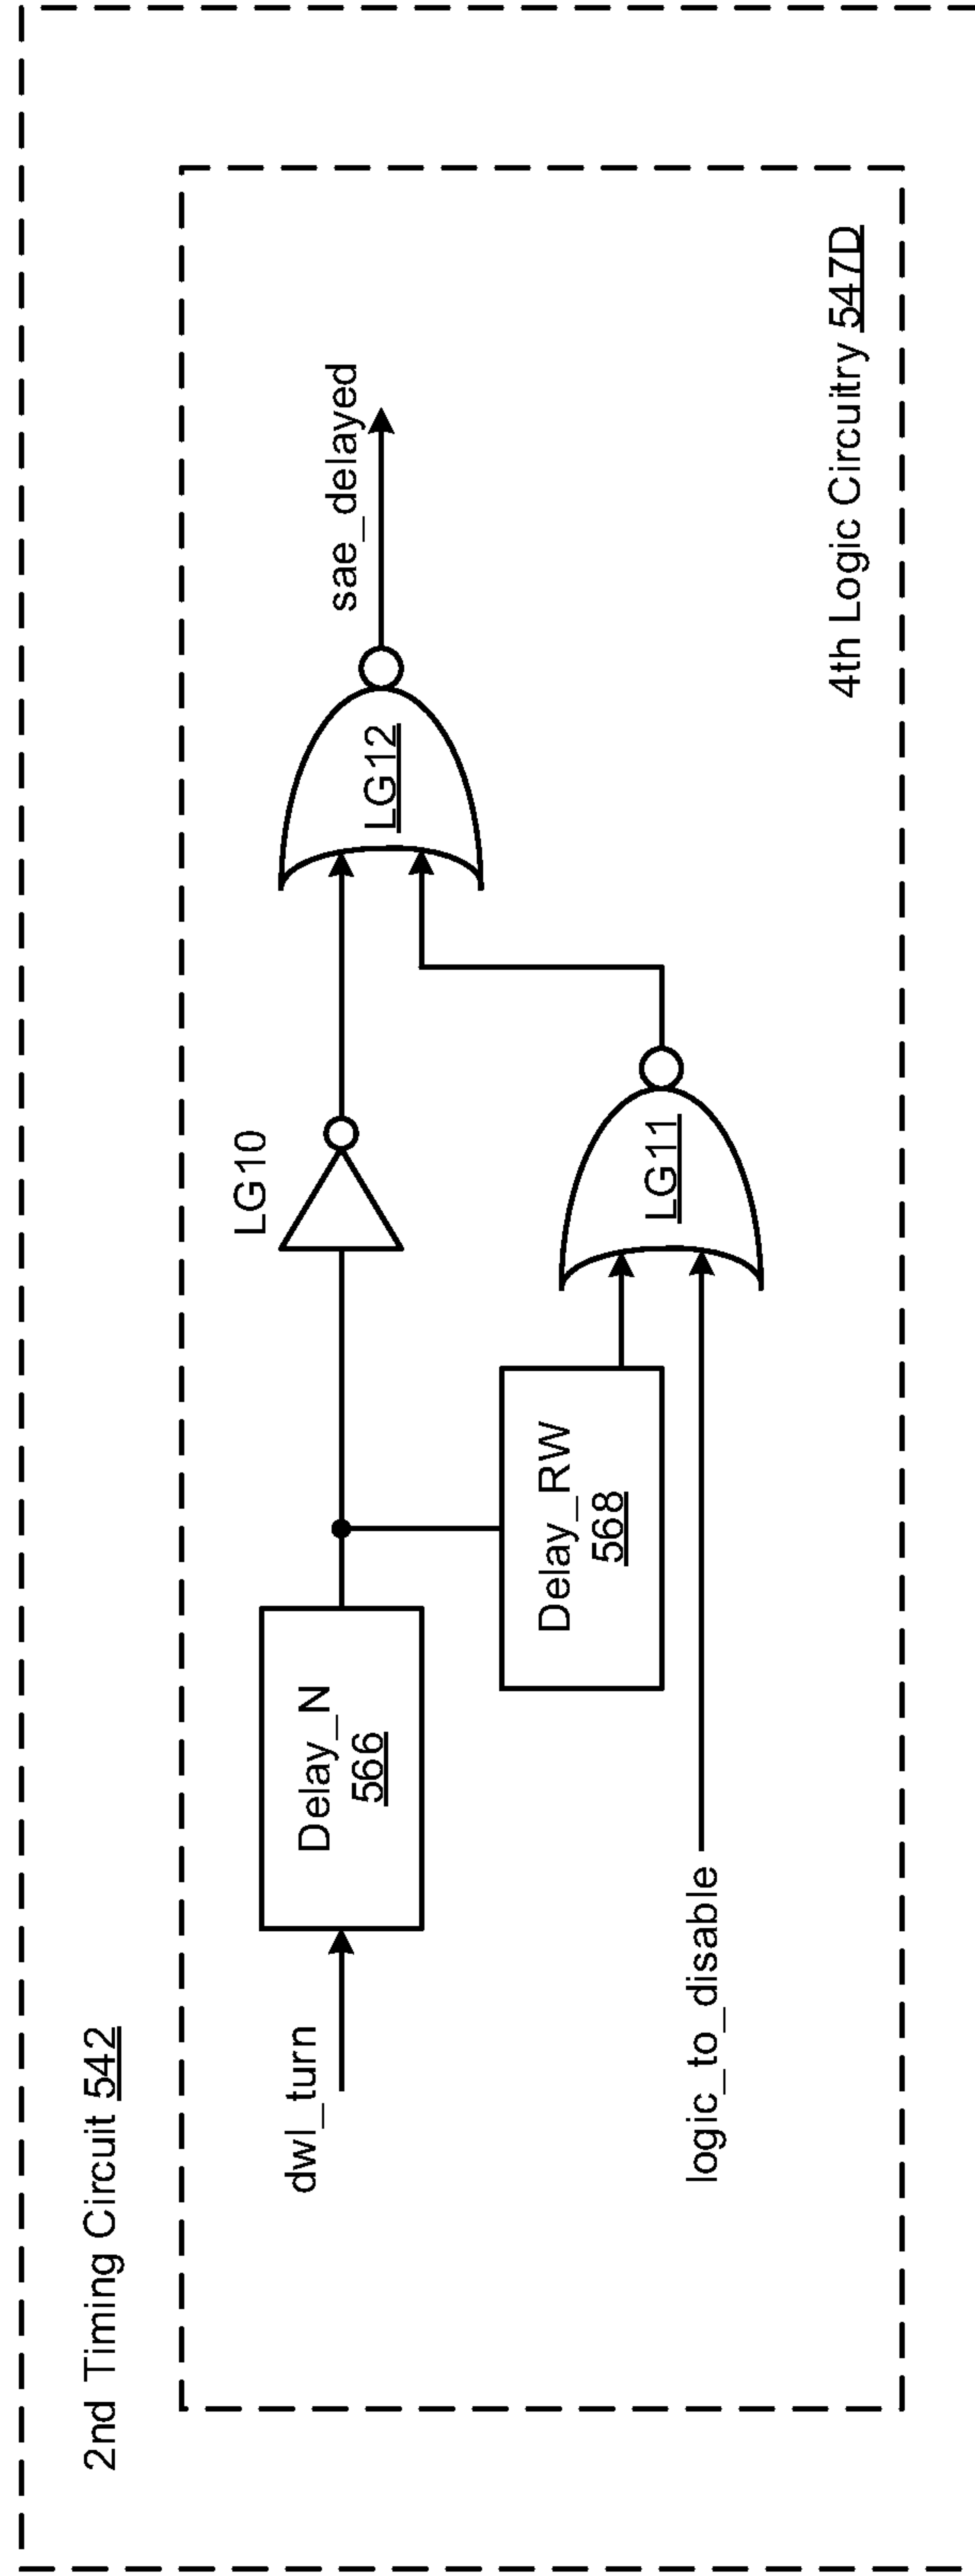 2nd Timing Circuit 542
LG10
sae_delayed
dwl_turn
Delay_N
566
LG12
Delay_RW
568
LG11
logic_to_disable
4th Logic Circuitry 547D